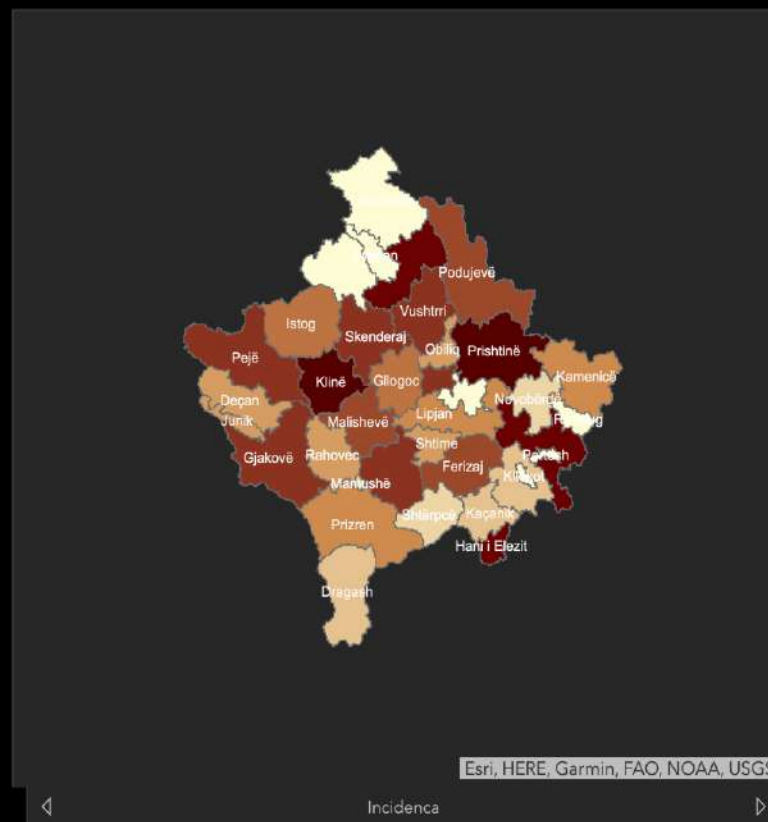 Podujevë
Vushtrri
Istog
Skenderaj
Obiliq
Prishtinë
Pejë
Kamenicë
Klinë
Gllogoc
Deçan
Novobërdë
Junik
Lipjan
Malishevë
Shtime
Gjakovë
Rahovec
Partesh
Ferizaj
Mamushë
Shtërpcë
Kaçanik
Prizren
Hani i Elezit
Dragash
Esri, HERE, Garmin, FAO, NOAA, USGS
Incidenca